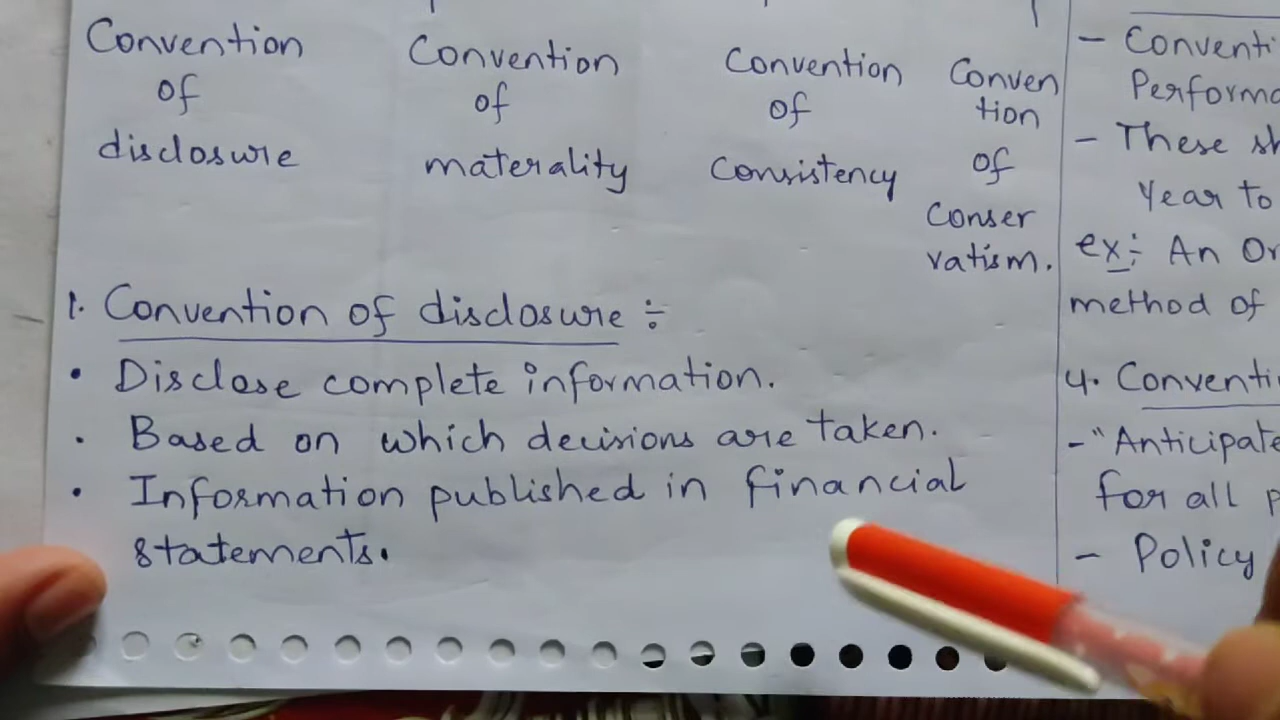 Convention
of
disclosure
Convention
of
materality
Convention
of
Consistency
Conven
tion
of
Conser
vatism.
1. Convention of disclosure ÷
• Disclose complete information.
• Based on which decisions are taken.
• Information published in financial
statements.
- Conventi
Performa
- These sh
Year to
ex÷ An Or
method of
4. Conventi
- "Anticipate
for all p
- Policy